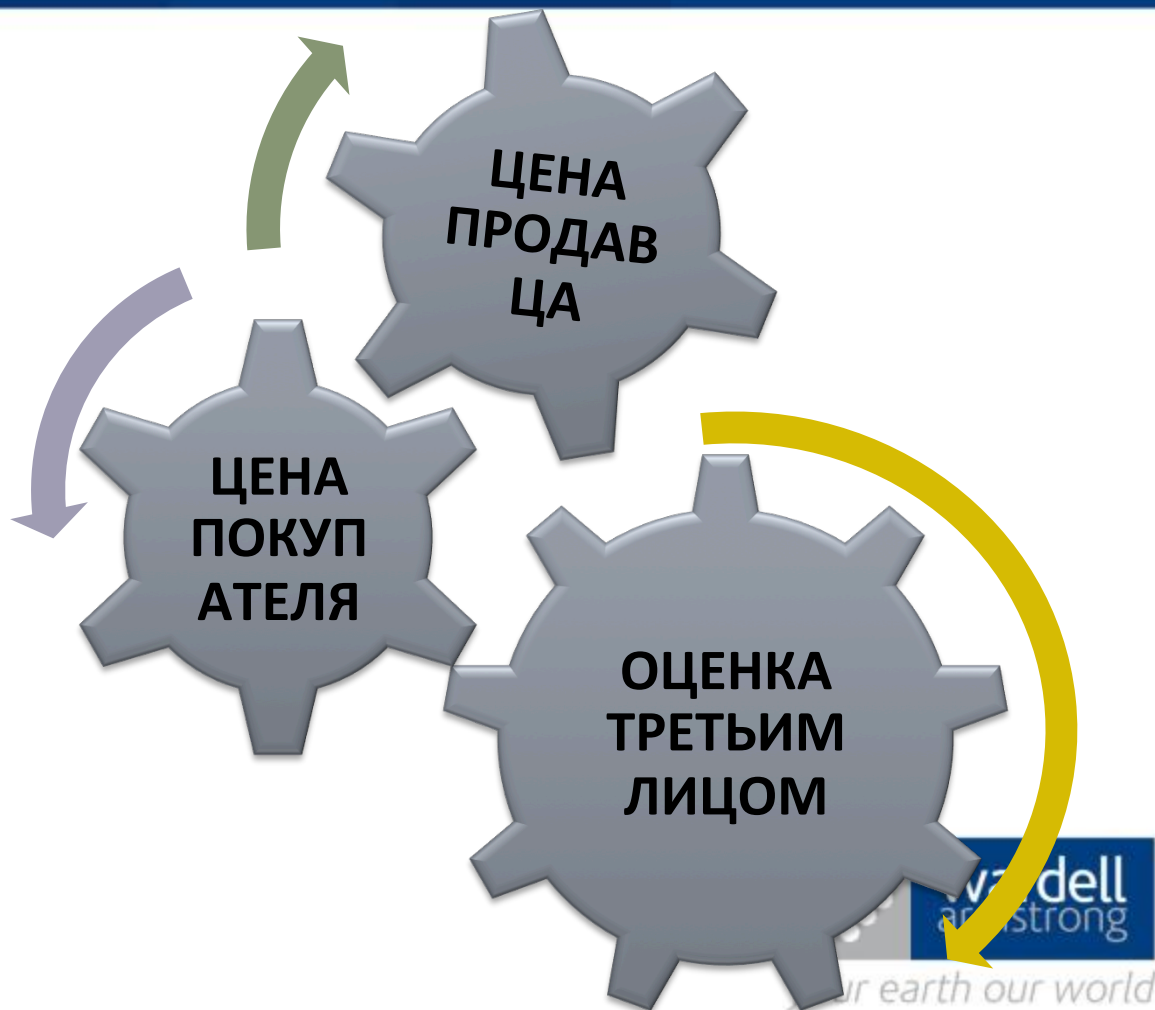 ЦЕНА
ПРОДАВ
ЦА
ЦЕНА
ПОКУП
АТЕЛЯ
ОЦЕНКА
ТРЕТЬИМ
ЛИЦОМ
earth our world